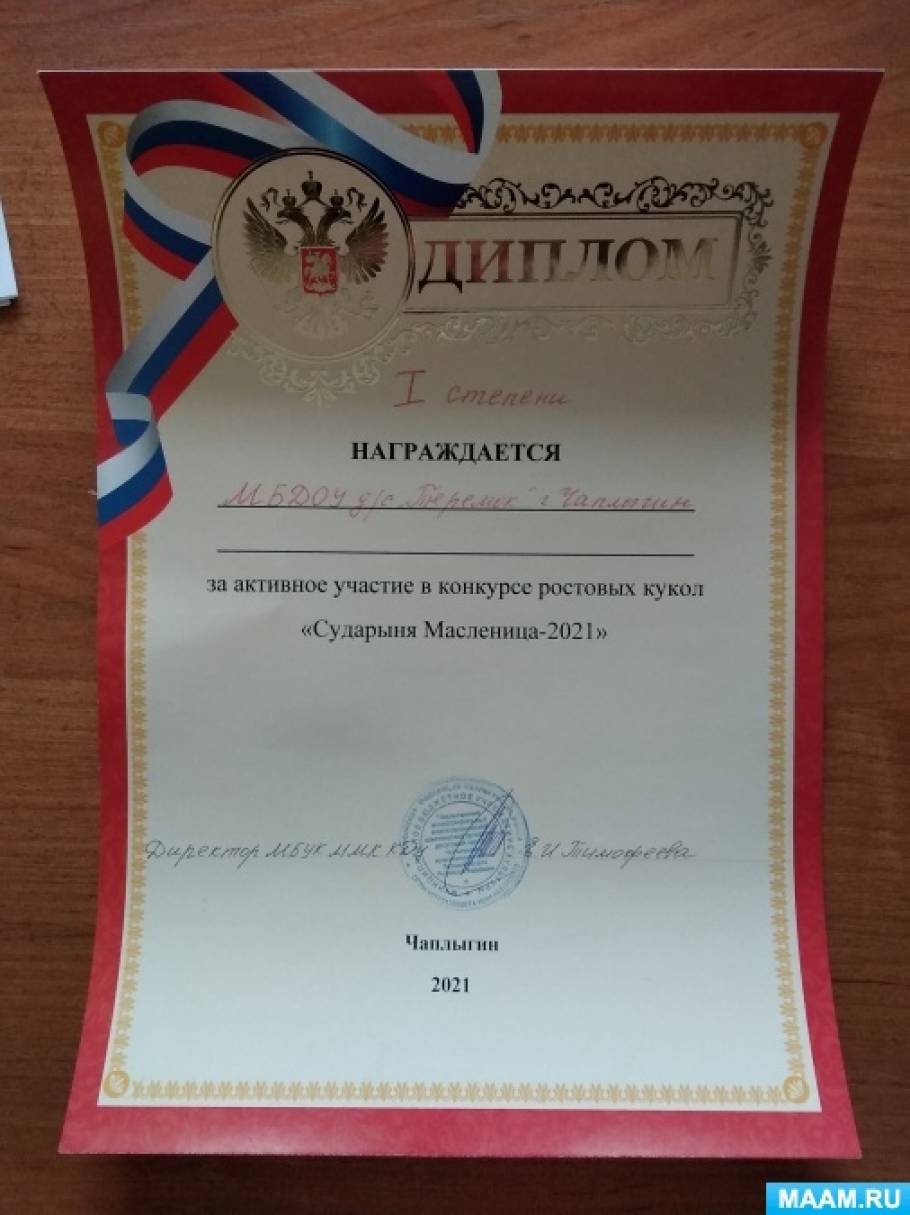 ДИПЛОМ
I степени
НАГРАЖДАЕТСЯ
МБДОУ д/с "Теремок" г Чаплыгин
за активное участие в конкурсе ростовых кукол
«Сударыня Масленица-2021»
Директор МБУК ММК КДУ И Тимофеева
Чаплыгин
2021
MAAM.RU